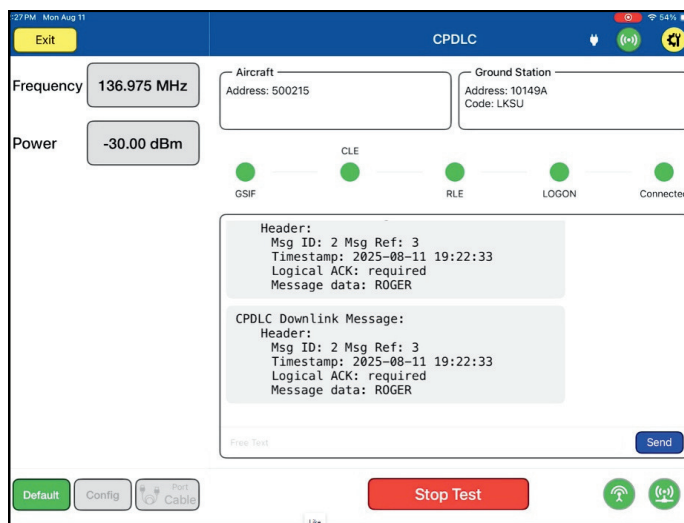 :27 PM Mon Aug 11
54%
Exit
CPDLC
Frequency
136.975 MHz
Power
-30.00 dBm
Aircraft
Address: 500215
Ground Station
Address: 10149A
Code: LKSU
CLE
GSIF
RLE
LOGON
Connected
Header:
Msg ID: 2 Msg Ref: 3
Timestamp: 2025-08-11 19:22:33
Logical ACK: required
Message data: ROGER
CPDLC Downlink Message:
Header:
Msg ID: 2 Msg Ref: 3
Timestamp: 2025-08-11 19:22:33
Logical ACK: required
Message data: ROGER
Free Text
Send
Default
Config
Port
Cable
Stop Test